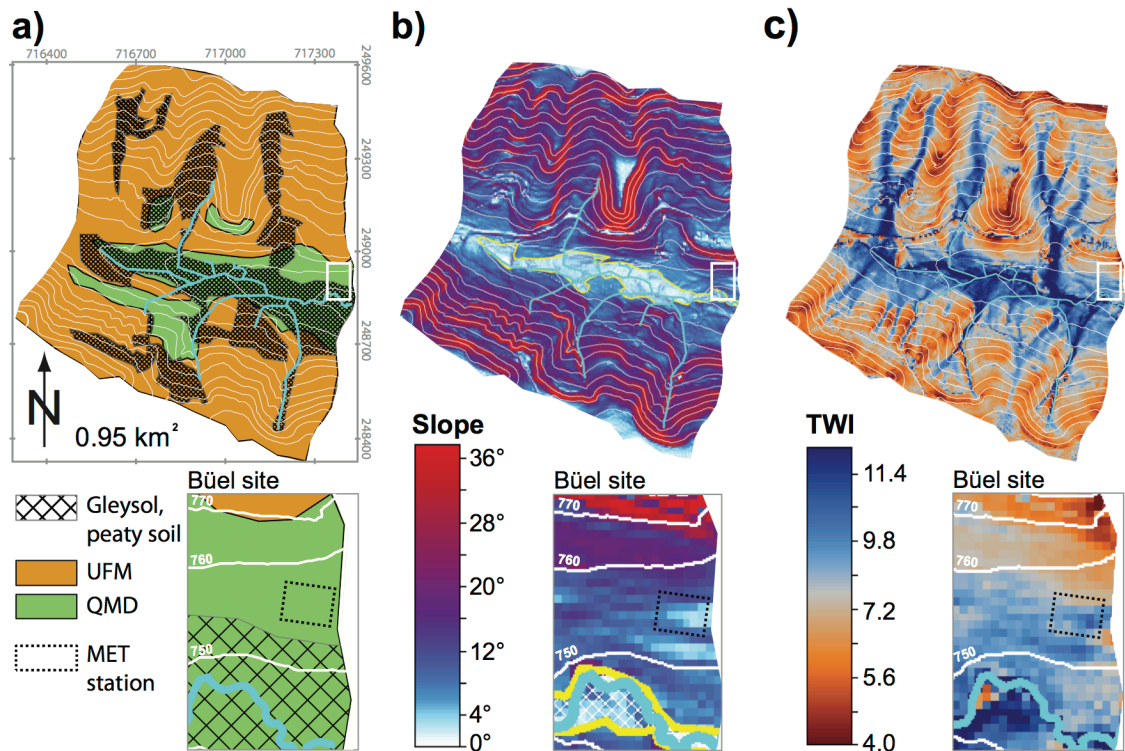 a)
b)
c)
716400
716700
717000
717300
249600
249300
249000
248700
248400
N
0.95 km²
Slope
36°
28°
20°
12°
4°
0°
TWI
11.4
9.8
8.8
7.2
5.6
4.0
Gleysol,
peaty soil
UFM
QMD
MET
station
Büel site
770
760
750
Büel site
770
760
750
Büel site
770
760
750